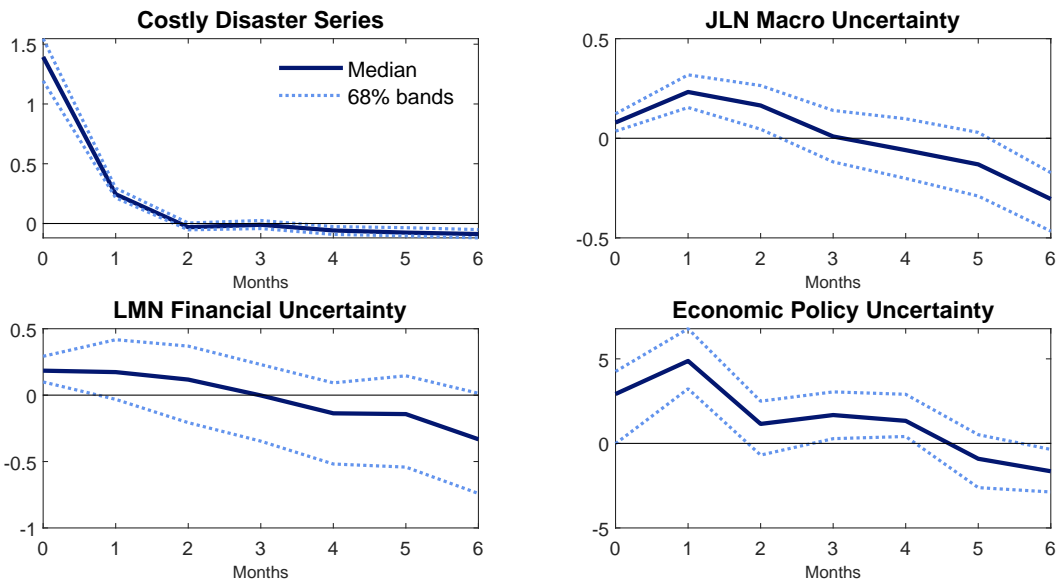 Costly Disaster Series
1.5
1
0.5
0
Median
68% bands
0 1 2 3 4 5 6
Months
JLN Macro Uncertainty
0.5
0
-0.5
0 1 2 3 4 5 6
Months
LMN Financial Uncertainty
0.5
0
-0.5
-1
0 1 2 3 4 5 6
Months
Economic Policy Uncertainty
5
0
-5
0 1 2 3 4 5 6
Months